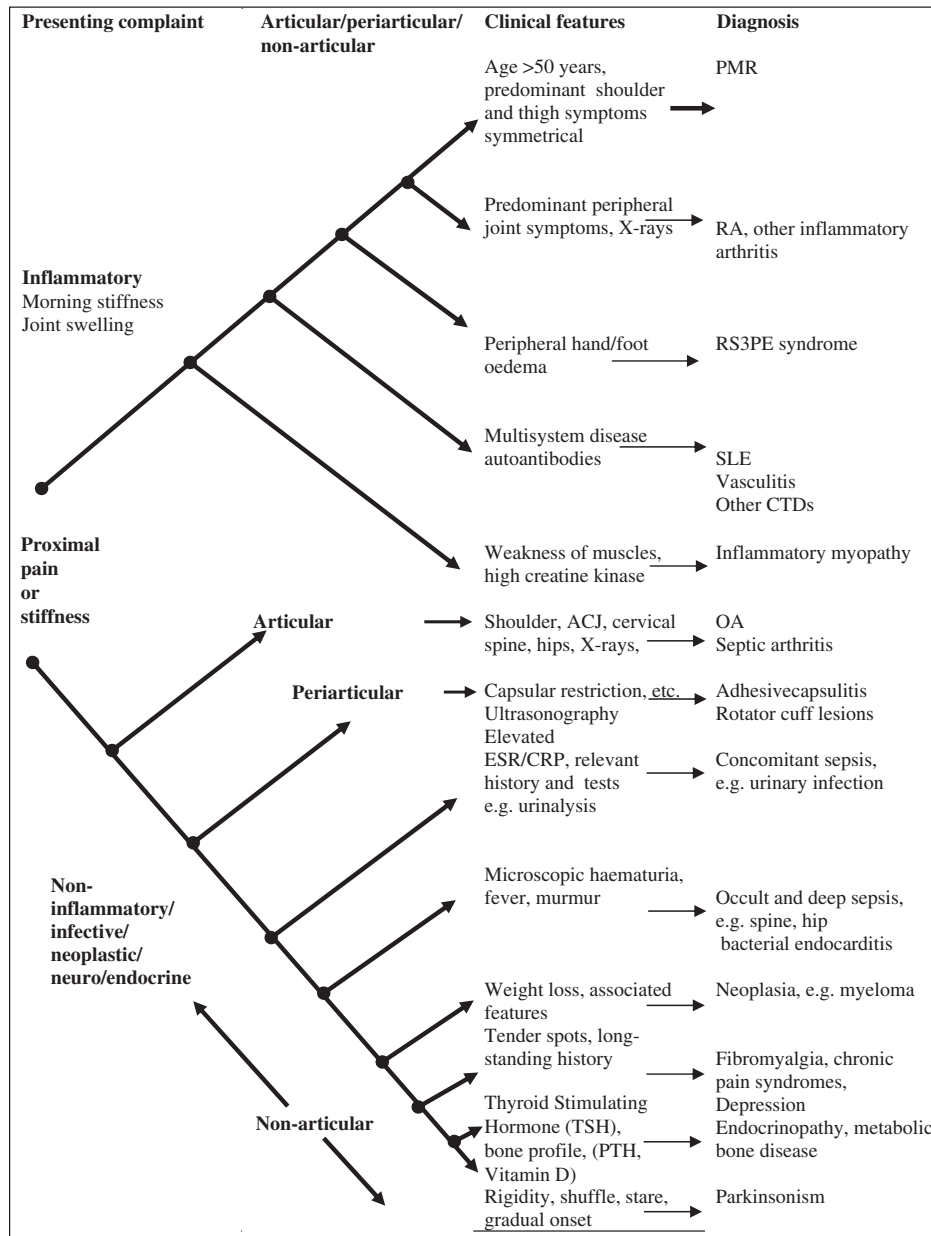 Presenting complaint
Articular/periarticular/
non-articular
Clinical features
Diagnosis
Age >50 years,
predominant shoulder
and thigh symptoms
symmetrical
PMR
Predominant peripheral
joint symptoms, X-rays
RA, other inflammatory
arthritis
Inflammatory
Morning stiffness
Joint swelling
Peripheral hand/foot
oedema
RS3PE syndrome
Multisystem disease
autoantibodies
SLE
Vasculitis
Other CTDs
Proximal
pain
or
stiffness
Weakness of muscles,
high creatine kinase
Inflammatory myopathy
Articular
Shoulder, ACJ, cervical
spine, hips, X-rays,
OA
Septic arthritis
Periarticular
Capsular restriction, etc.
Ultrasonography
Elevated
ESR/CRP, relevant
history and tests
e.g. urinalysis
Adhesivecapsulitis
Rotator cuff lesions
Concomitant sepsis,
e.g. urinary infection
Non-
inflammatory/
infective/
neoplastic/
neuro/endocrine
Microscopic haematuria,
fever, murmur
Occult and deep sepsis,
e.g. spine, hip
bacterial endocarditis
Weight loss, associated
features
Neoplasia, e.g. myeloma
Tender spots, long-
standing history
Fibromyalgia, chronic
pain syndromes,
Depression
Non-articular
Thyroid Stimulating
Hormone (TSH),
bone profile, (PTH,
Vitamin D)
Endocrinopathy, metabolic
bone disease
Rigidity, shuffle, stare,
gradual onset
Parkinsonism